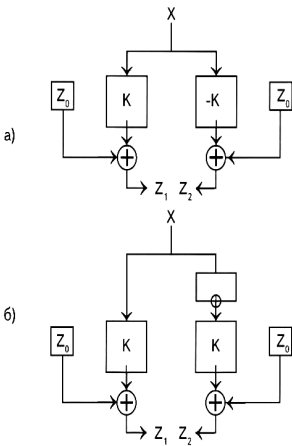 X
Z₀ K -K Z₀
а)
+ +
Z₁ Z₂
X
б)
Z₀ K K Z₀
+ +
Z₁ Z₂